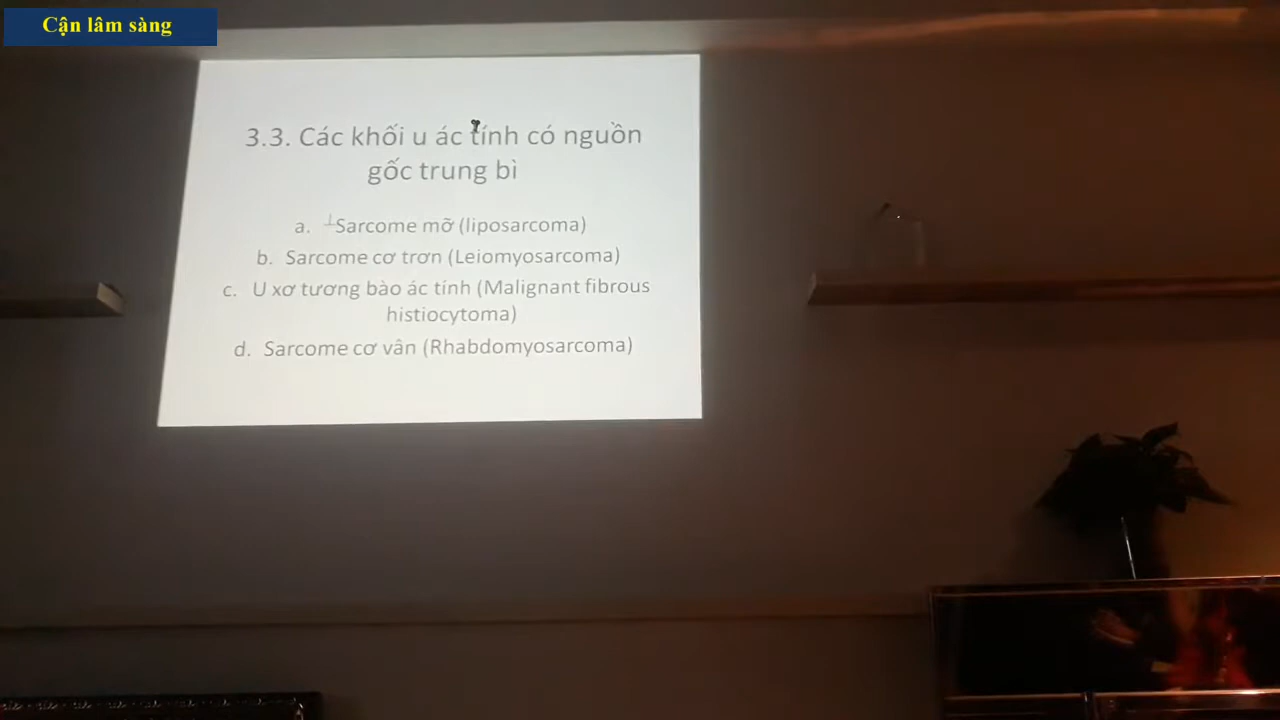 Cận lâm sàng
3.3. Các khối u ác tính có nguồn
gốc trung bì
a. Sarcome mỡ (liposarcoma)
b. Sarcome cơ trơn (Leiomyosarcoma)
c. U xơ tương bào ác tính (Malignant fibrous
histiocytoma)
d. Sarcome cơ vân (Rhabdomyosarcoma)